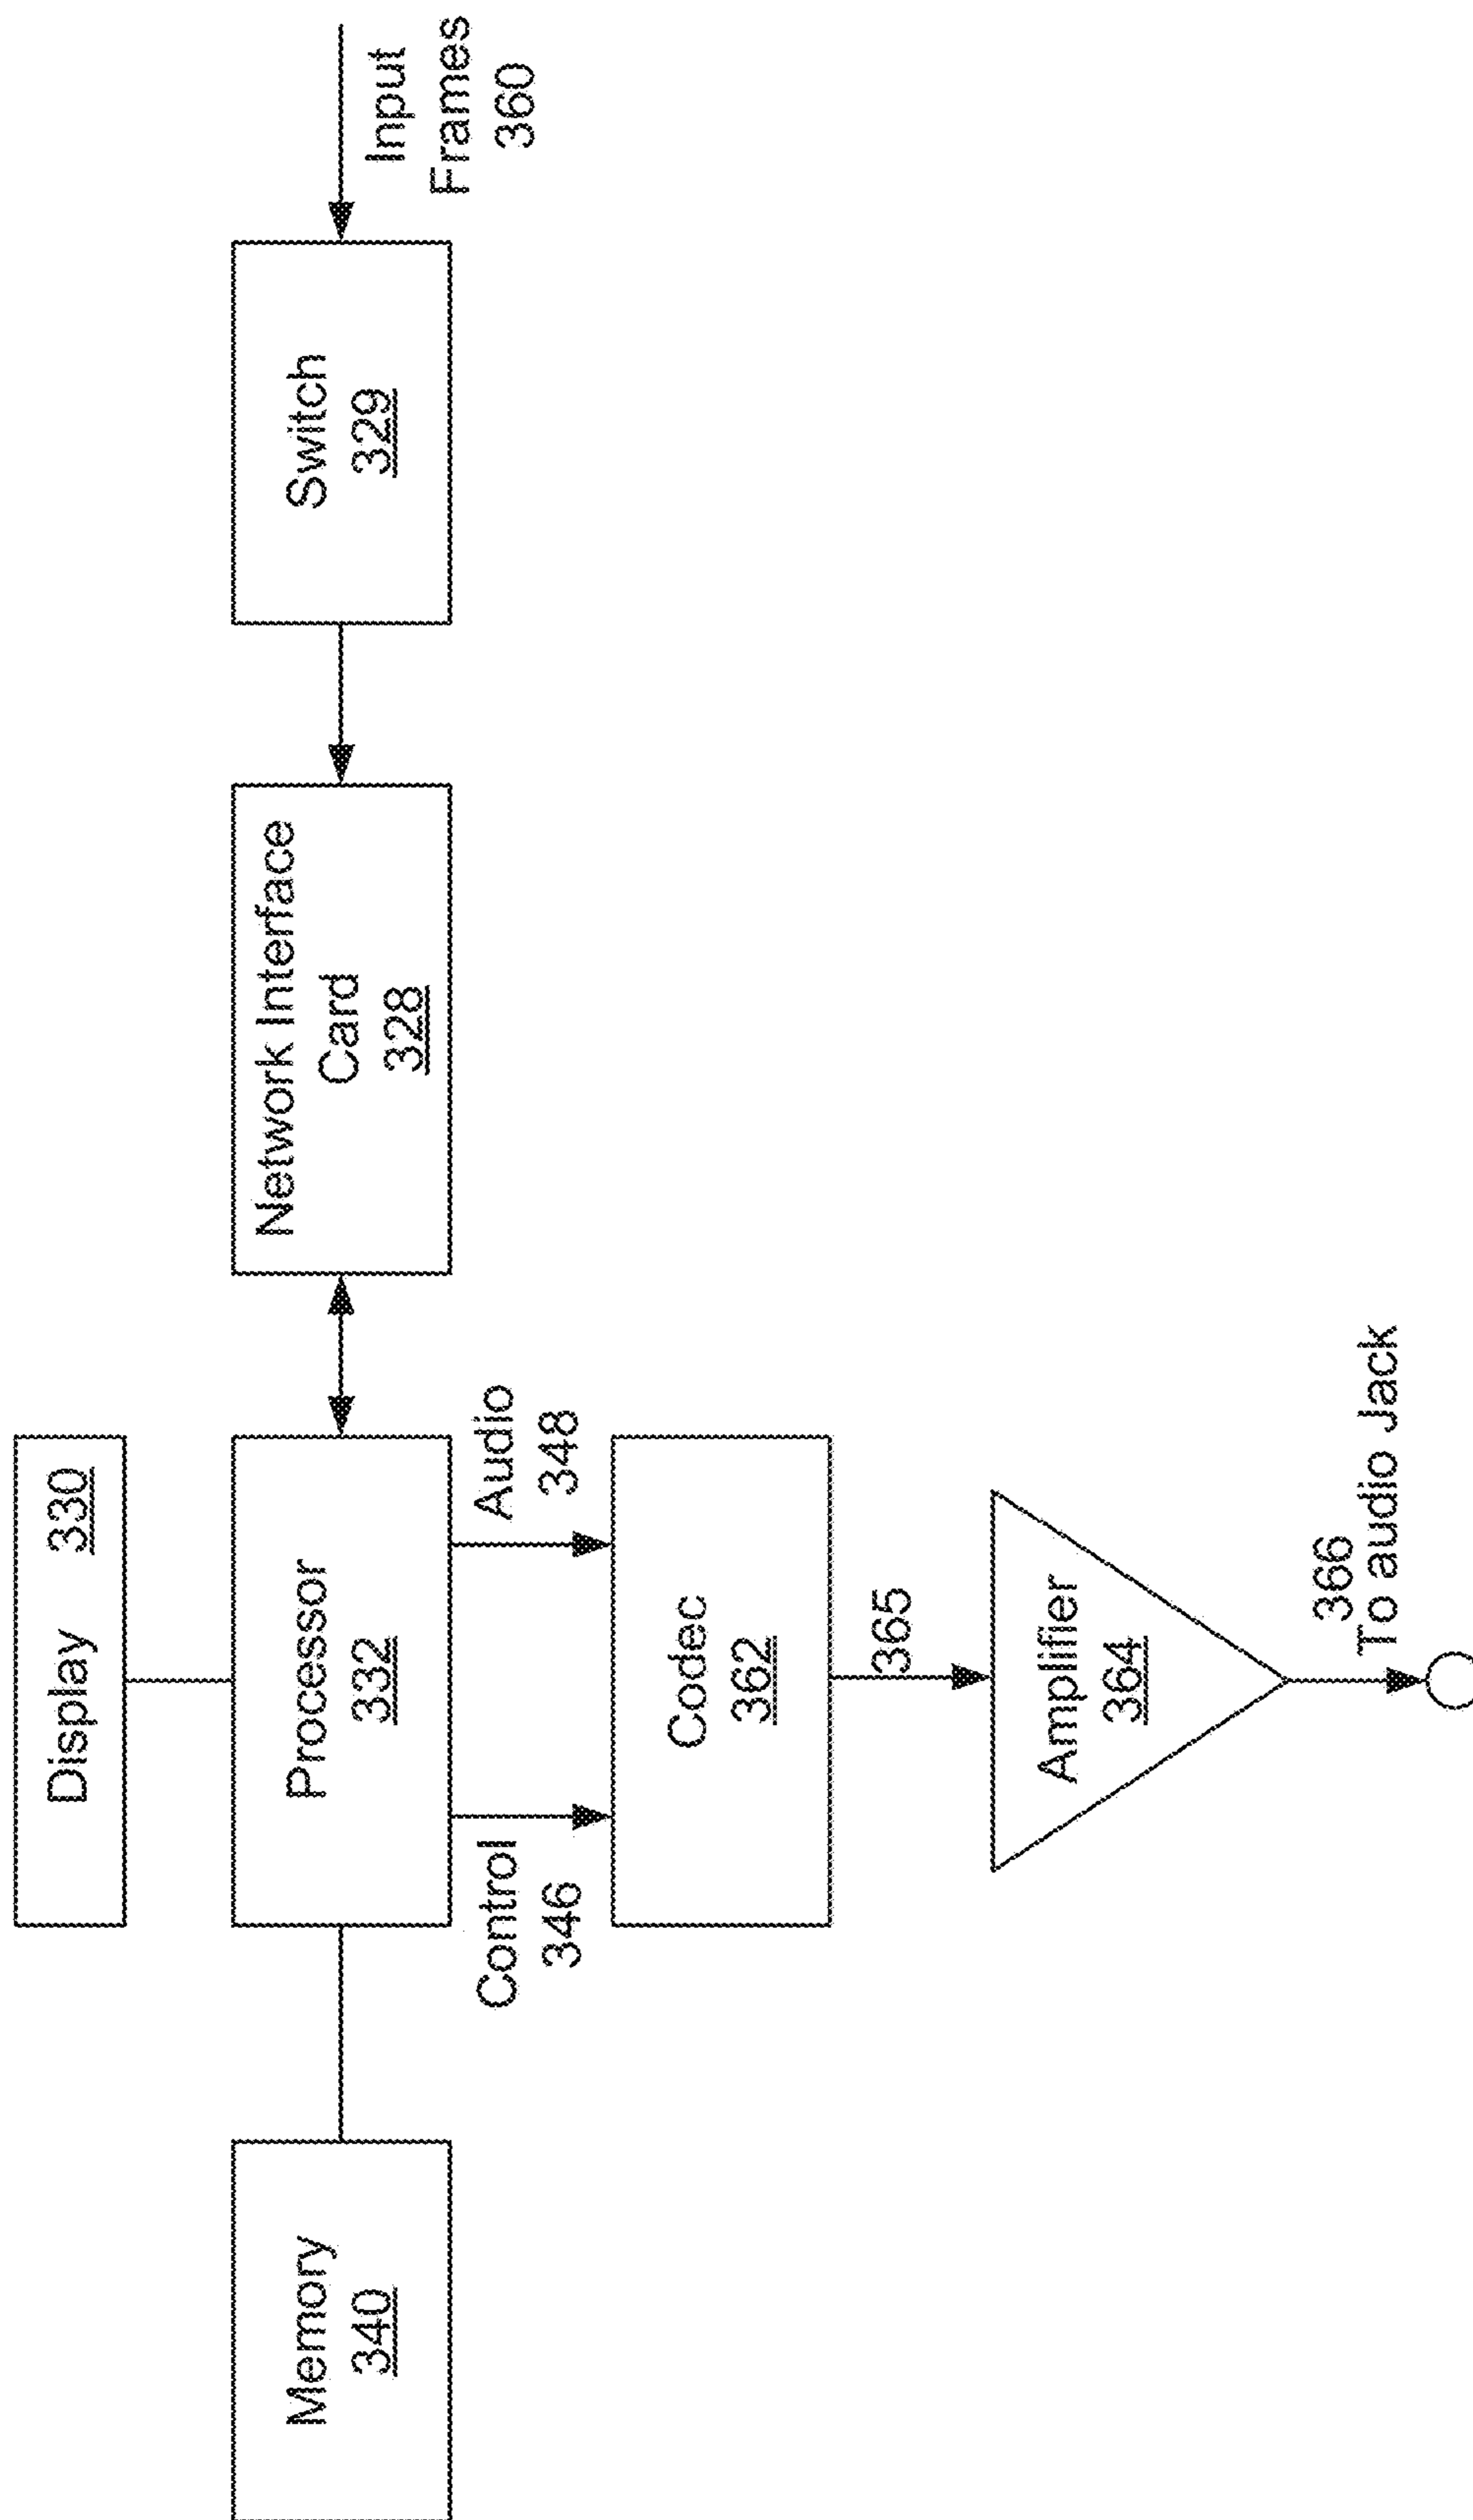 Display 330
Memory
340
Processor
332
Network Interface
Card
328
Switch
329
Input
Frames
360
Control
346
Audio
348
Codec
362
365
Amplifier
364
366
To audio Jack